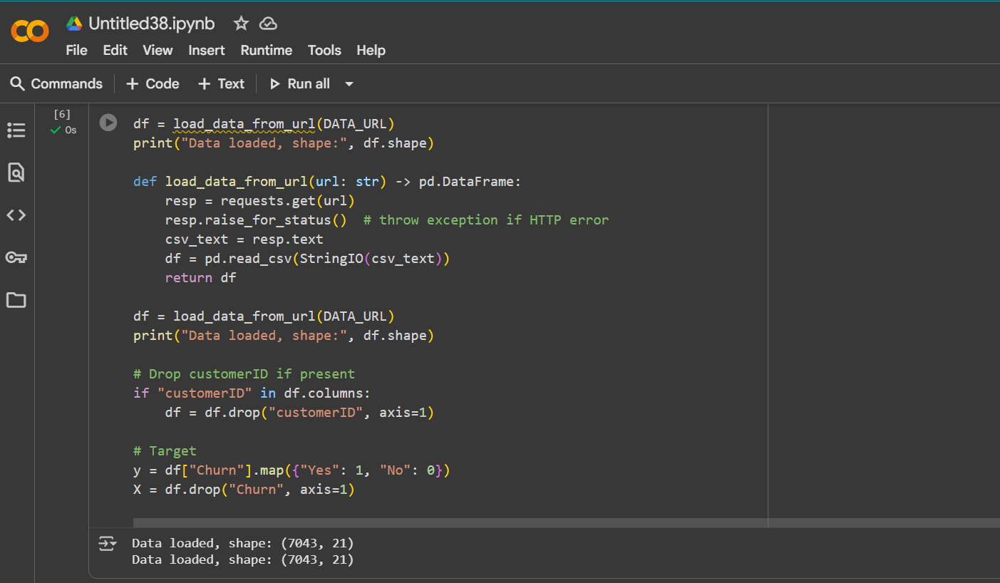 Untitled38.ipynb
File Edit View Insert Runtime Tools Help
Commands + Code + Text Run all
[6]
0s
df = load_data_from_url(DATA_URL)
print("Data loaded, shape:", df.shape)
def load_data_from_url(url: str) -> pd.DataFrame:
    resp = requests.get(url)
    resp.raise_for_status()  # throw exception if HTTP error
    csv_text = resp.text
    df = pd.read_csv(StringIO(csv_text))
    return df
df = load_data_from_url(DATA_URL)
print("Data loaded, shape:", df.shape)
# Drop customerID if present
if "customerID" in df.columns:
    df = df.drop("customerID", axis=1)
# Target
y = df["Churn"].map({"Yes": 1, "No": 0})
X = df.drop("Churn", axis=1)
Data loaded, shape: (7043, 21)
Data loaded, shape: (7043, 21)